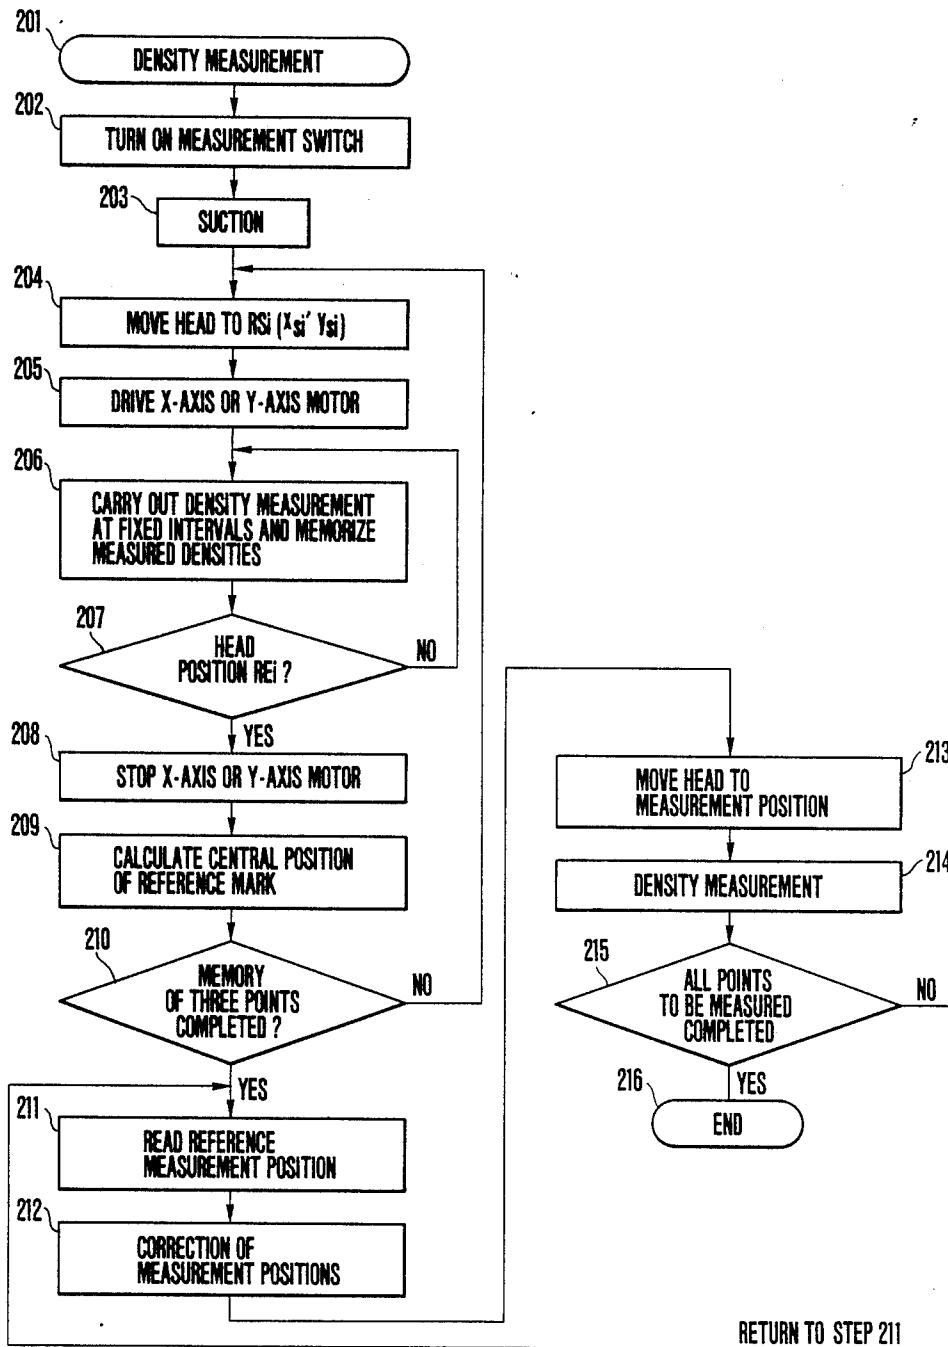 201
DENSITY MEASUREMENT
202
TURN ON MEASUREMENT SWITCH
203
SUCTION
204
MOVE HEAD TO RSi (Xsi' Ysi)
205
DRIVE X-AXIS OR Y-AXIS MOTOR
206
CARRY OUT DENSITY MEASUREMENT
AT FIXED INTERVALS AND MEMORIZE
MEASURED DENSITIES
207
HEAD
POSITION REi ?
NO
YES
208
STOP X-AXIS OR Y-AXIS MOTOR
209
CALCULATE CENTRAL POSITION
OF REFERENCE MARK
210
MEMORY
OF THREE POINTS
COMPLETED ?
NO
YES
211
READ REFERENCE
MEASUREMENT POSITION
212
CORRECTION OF
MEASUREMENT POSITIONS
213
MOVE HEAD TO
MEASUREMENT POSITION
214
DENSITY MEASUREMENT
215
ALL POINTS
TO BE MEASURED
COMPLETED
NO
YES
216
END
RETURN TO STEP 211